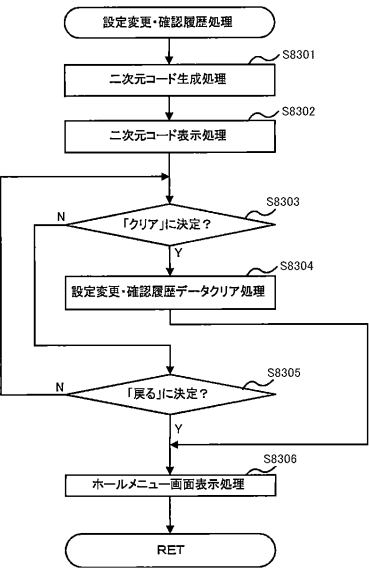 設定変更・確認履歴処理
S8301
二次元コード生成処理
S8302
二次元コード表示処理
S8303
N
「クリア」に決定?
Y
S8304
設定変更・確認履歴データクリア処理
S8305
N
「戻る」に決定?
Y
S8306
ホールメニュー画面表示処理
RET